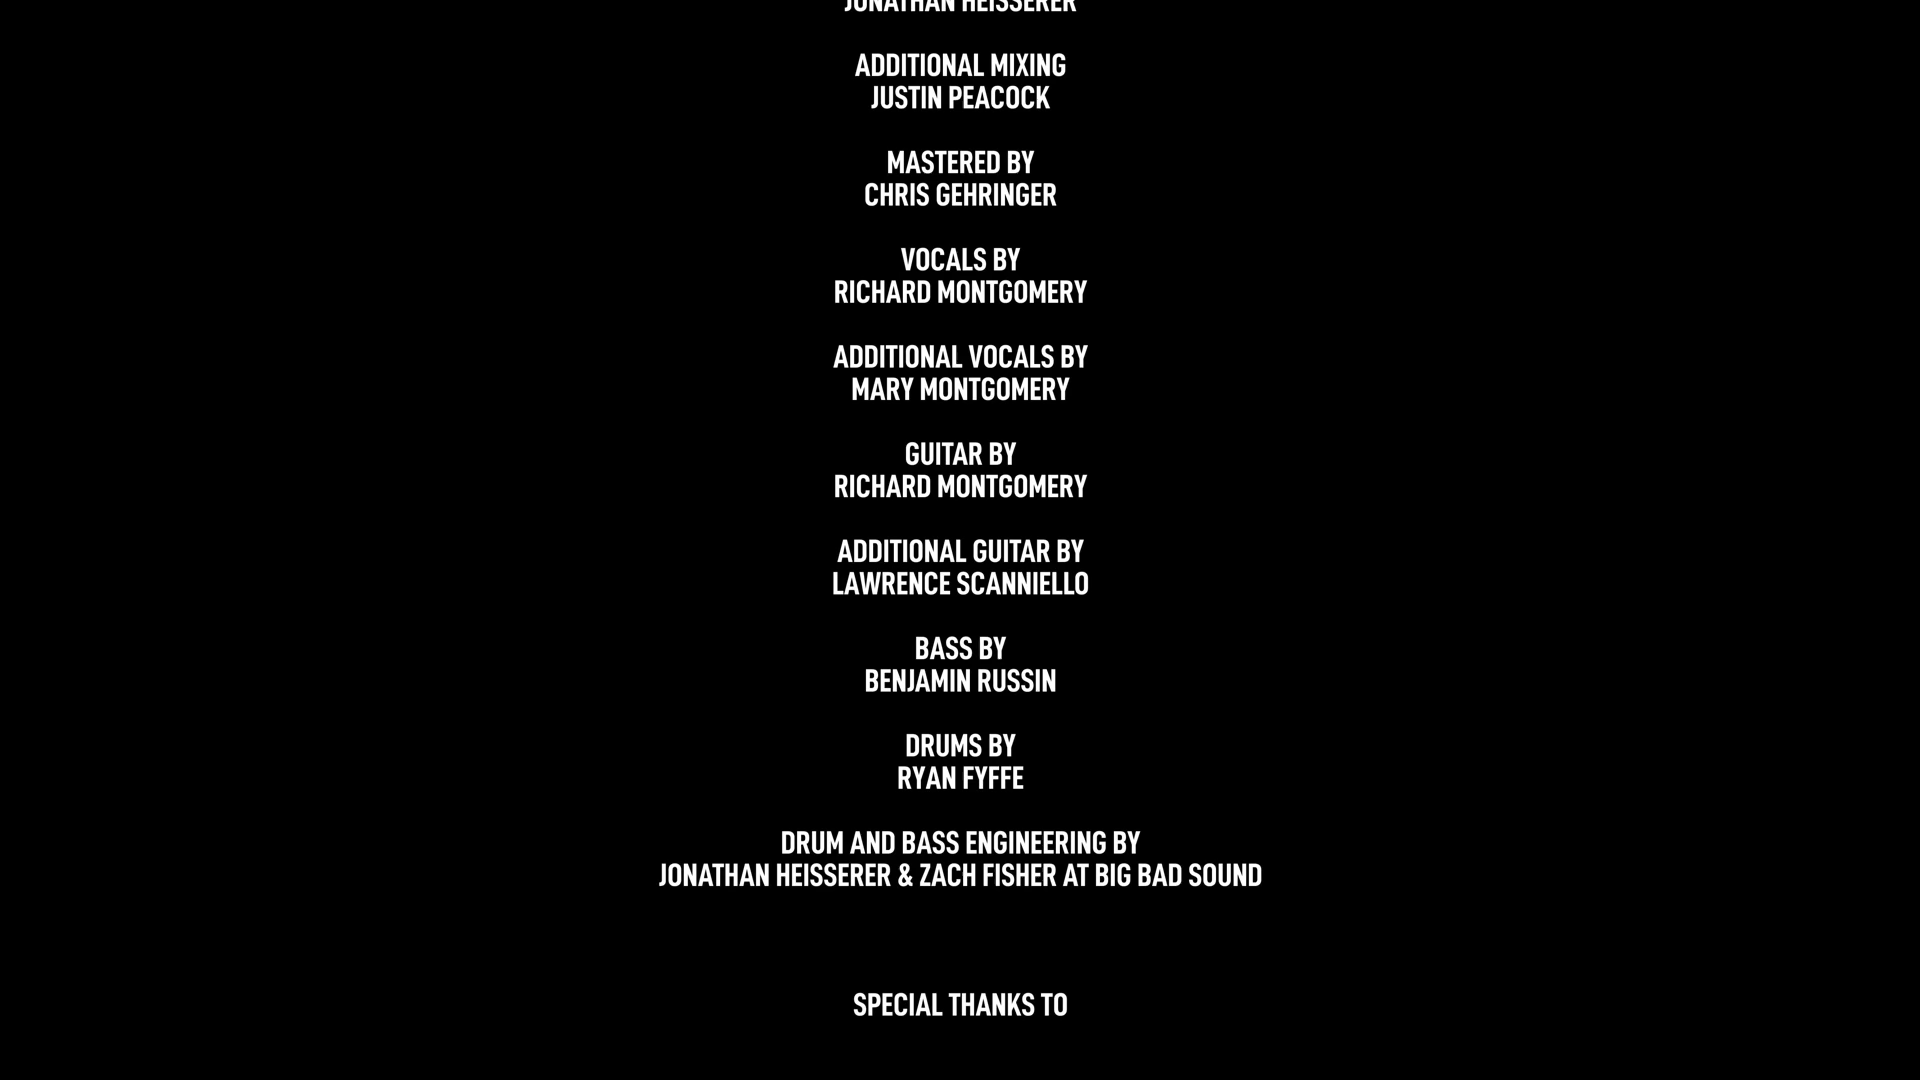 JONATHAN HEISSERER
ADDITIONAL MIXING
JUSTIN PEACOCK
MASTERED BY
CHRIS GEHRINGER
VOCALS BY
RICHARD MONTGOMERY
ADDITIONAL VOCALS BY
MARY MONTGOMERY
GUITAR BY
RICHARD MONTGOMERY
ADDITIONAL GUITAR BY
LAWRENCE SCANNIELLO
BASS BY
BENJAMIN RUSSIN
DRUMS BY
RYAN FYFFE
DRUM AND BASS ENGINEERING BY
JONATHAN HEISSERER & ZACH FISHER AT BIG BAD SOUND
SPECIAL THANKS TO